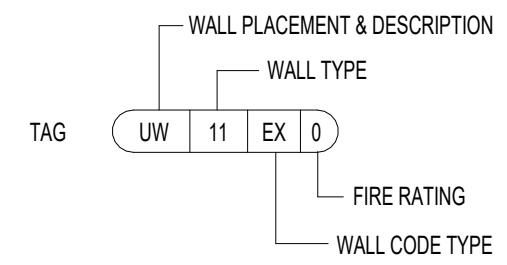 WALL PLACEMENT & DESCRIPTION
WALL TYPE
TAG UW 11 EX 0
FIRE RATING
WALL CODE TYPE